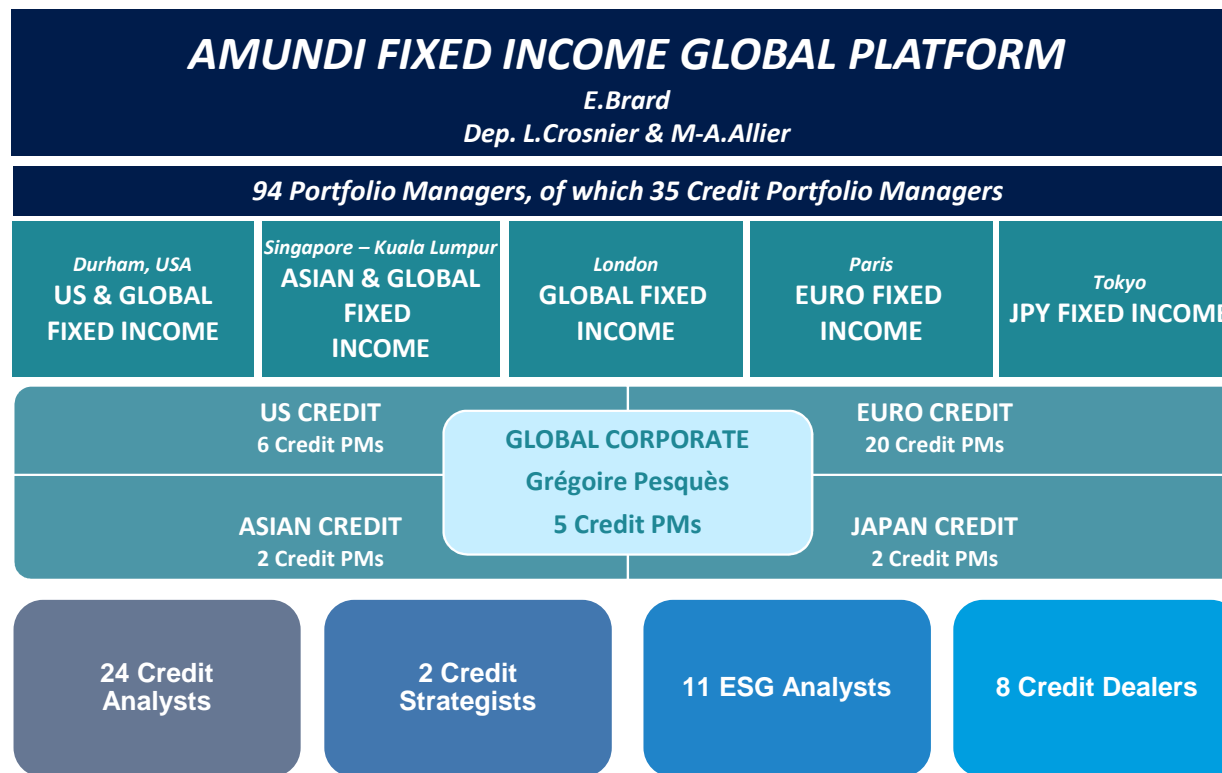 AMUNDI FIXED INCOME GLOBAL PLATFORM
E.Brard
Dep. L.Crosnier & M-A.Allier
94 Portfolio Managers, of which 35 Credit Portfolio Managers
Durham, USA
US & GLOBAL
FIXED INCOME
Singapore – Kuala Lumpur
ASIAN & GLOBAL
FIXED
INCOME
London
GLOBAL FIXED
INCOME
Paris
EURO FIXED
INCOME
Tokyo
JPY FIXED INCOME
US CREDIT
6 Credit PMs
EURO CREDIT
20 Credit PMs
GLOBAL CORPORATE
Grégoire Pesquès
5 Credit PMs
ASIAN CREDIT
2 Credit PMs
JAPAN CREDIT
2 Credit PMs
24 Credit
Analysts
2 Credit
Strategists
11 ESG Analysts
8 Credit Dealers